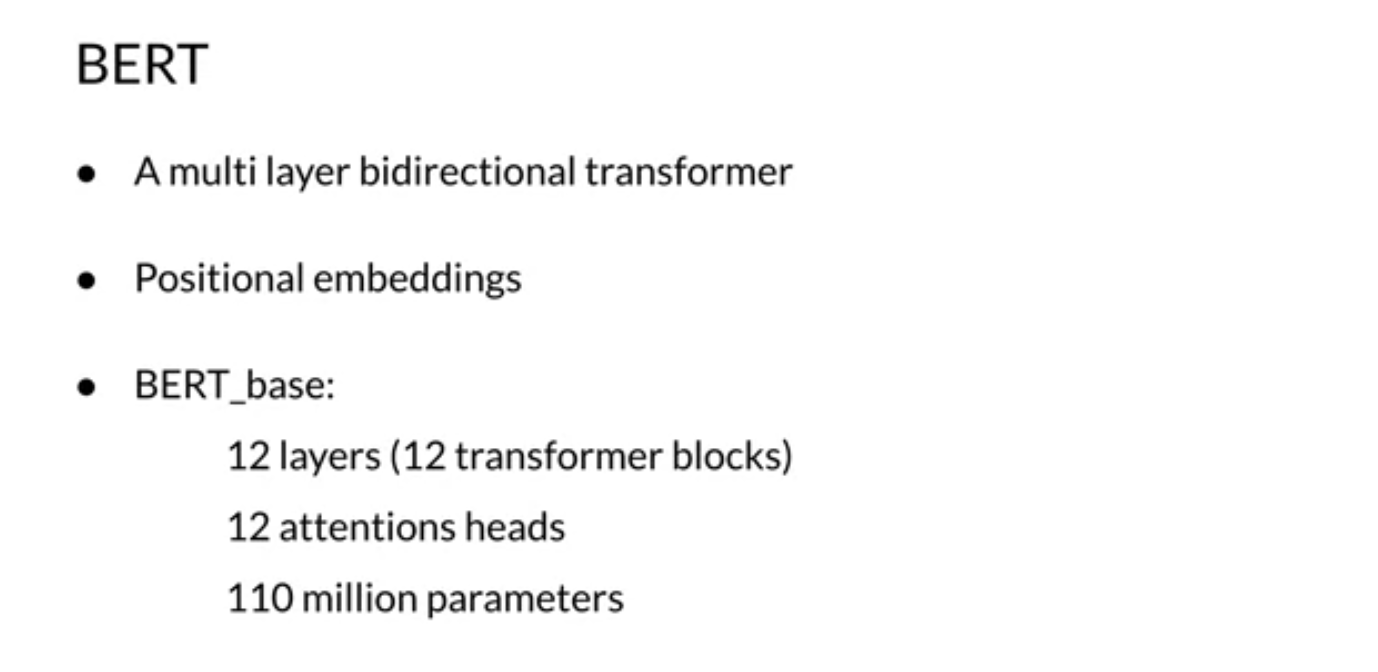 BERT
● A multi layer bidirectional transformer
● Positional embeddings
● BERT_base:
12 layers (12 transformer blocks)
12 attentions heads
110 million parameters